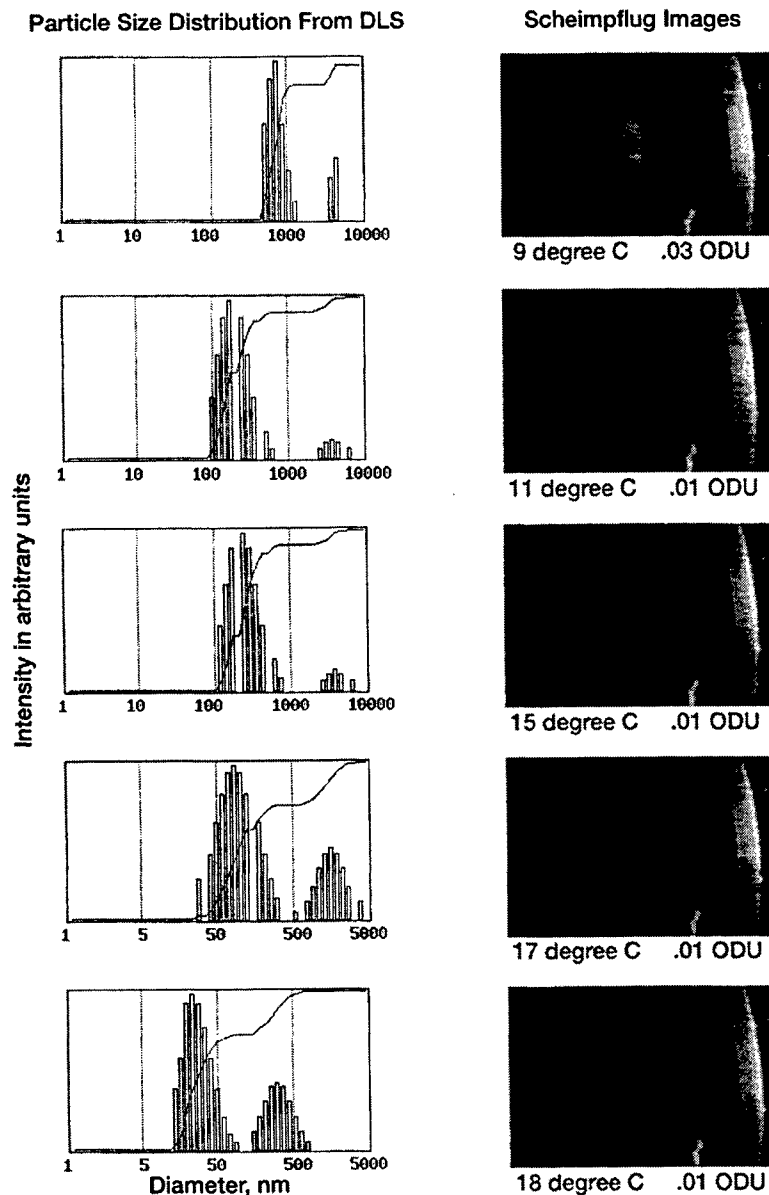 Particle Size Distribution From DLS
Scheimpflug Images
Intensity in arbitrary units
1 10 100 1000 10000
9 degree C .03 ODU
1 10 100 1000 10000
11 degree C .01 ODU
1 10 100 1000 10000
15 degree C .01 ODU
1 5 50 500 5000
17 degree C .01 ODU
1 5 50 500 5000
Diameter, nm
18 degree C .01 ODU